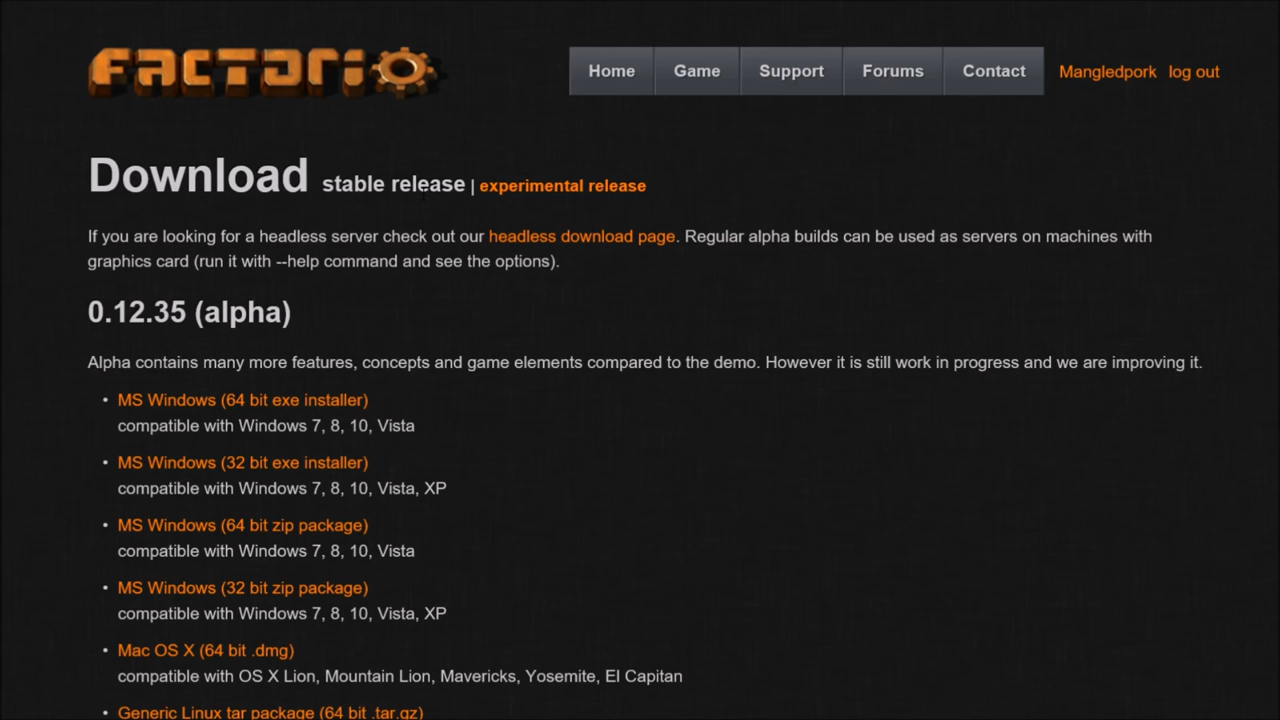 FACTORIO
Home Game Support Forums Contact Mangledpork log out
Download stable release | experimental release
If you are looking for a headless server check out our headless download page. Regular alpha builds can be used as servers on machines with
graphics card (run it with --help command and see the options).
0.12.35 (alpha)
Alpha contains many more features, concepts and game elements compared to the demo. However it is still work in progress and we are improving it.
• MS Windows (64 bit exe installer)
compatible with Windows 7, 8, 10, Vista
• MS Windows (32 bit exe installer)
compatible with Windows 7, 8, 10, Vista, XP
• MS Windows (64 bit zip package)
compatible with Windows 7, 8, 10, Vista
• MS Windows (32 bit zip package)
compatible with Windows 7, 8, 10, Vista, XP
• Mac OS X (64 bit .dmg)
compatible with OS X Lion, Mountain Lion, Mavericks, Yosemite, El Capitan
• Generic Linux tar package (64 bit .tar.gz)